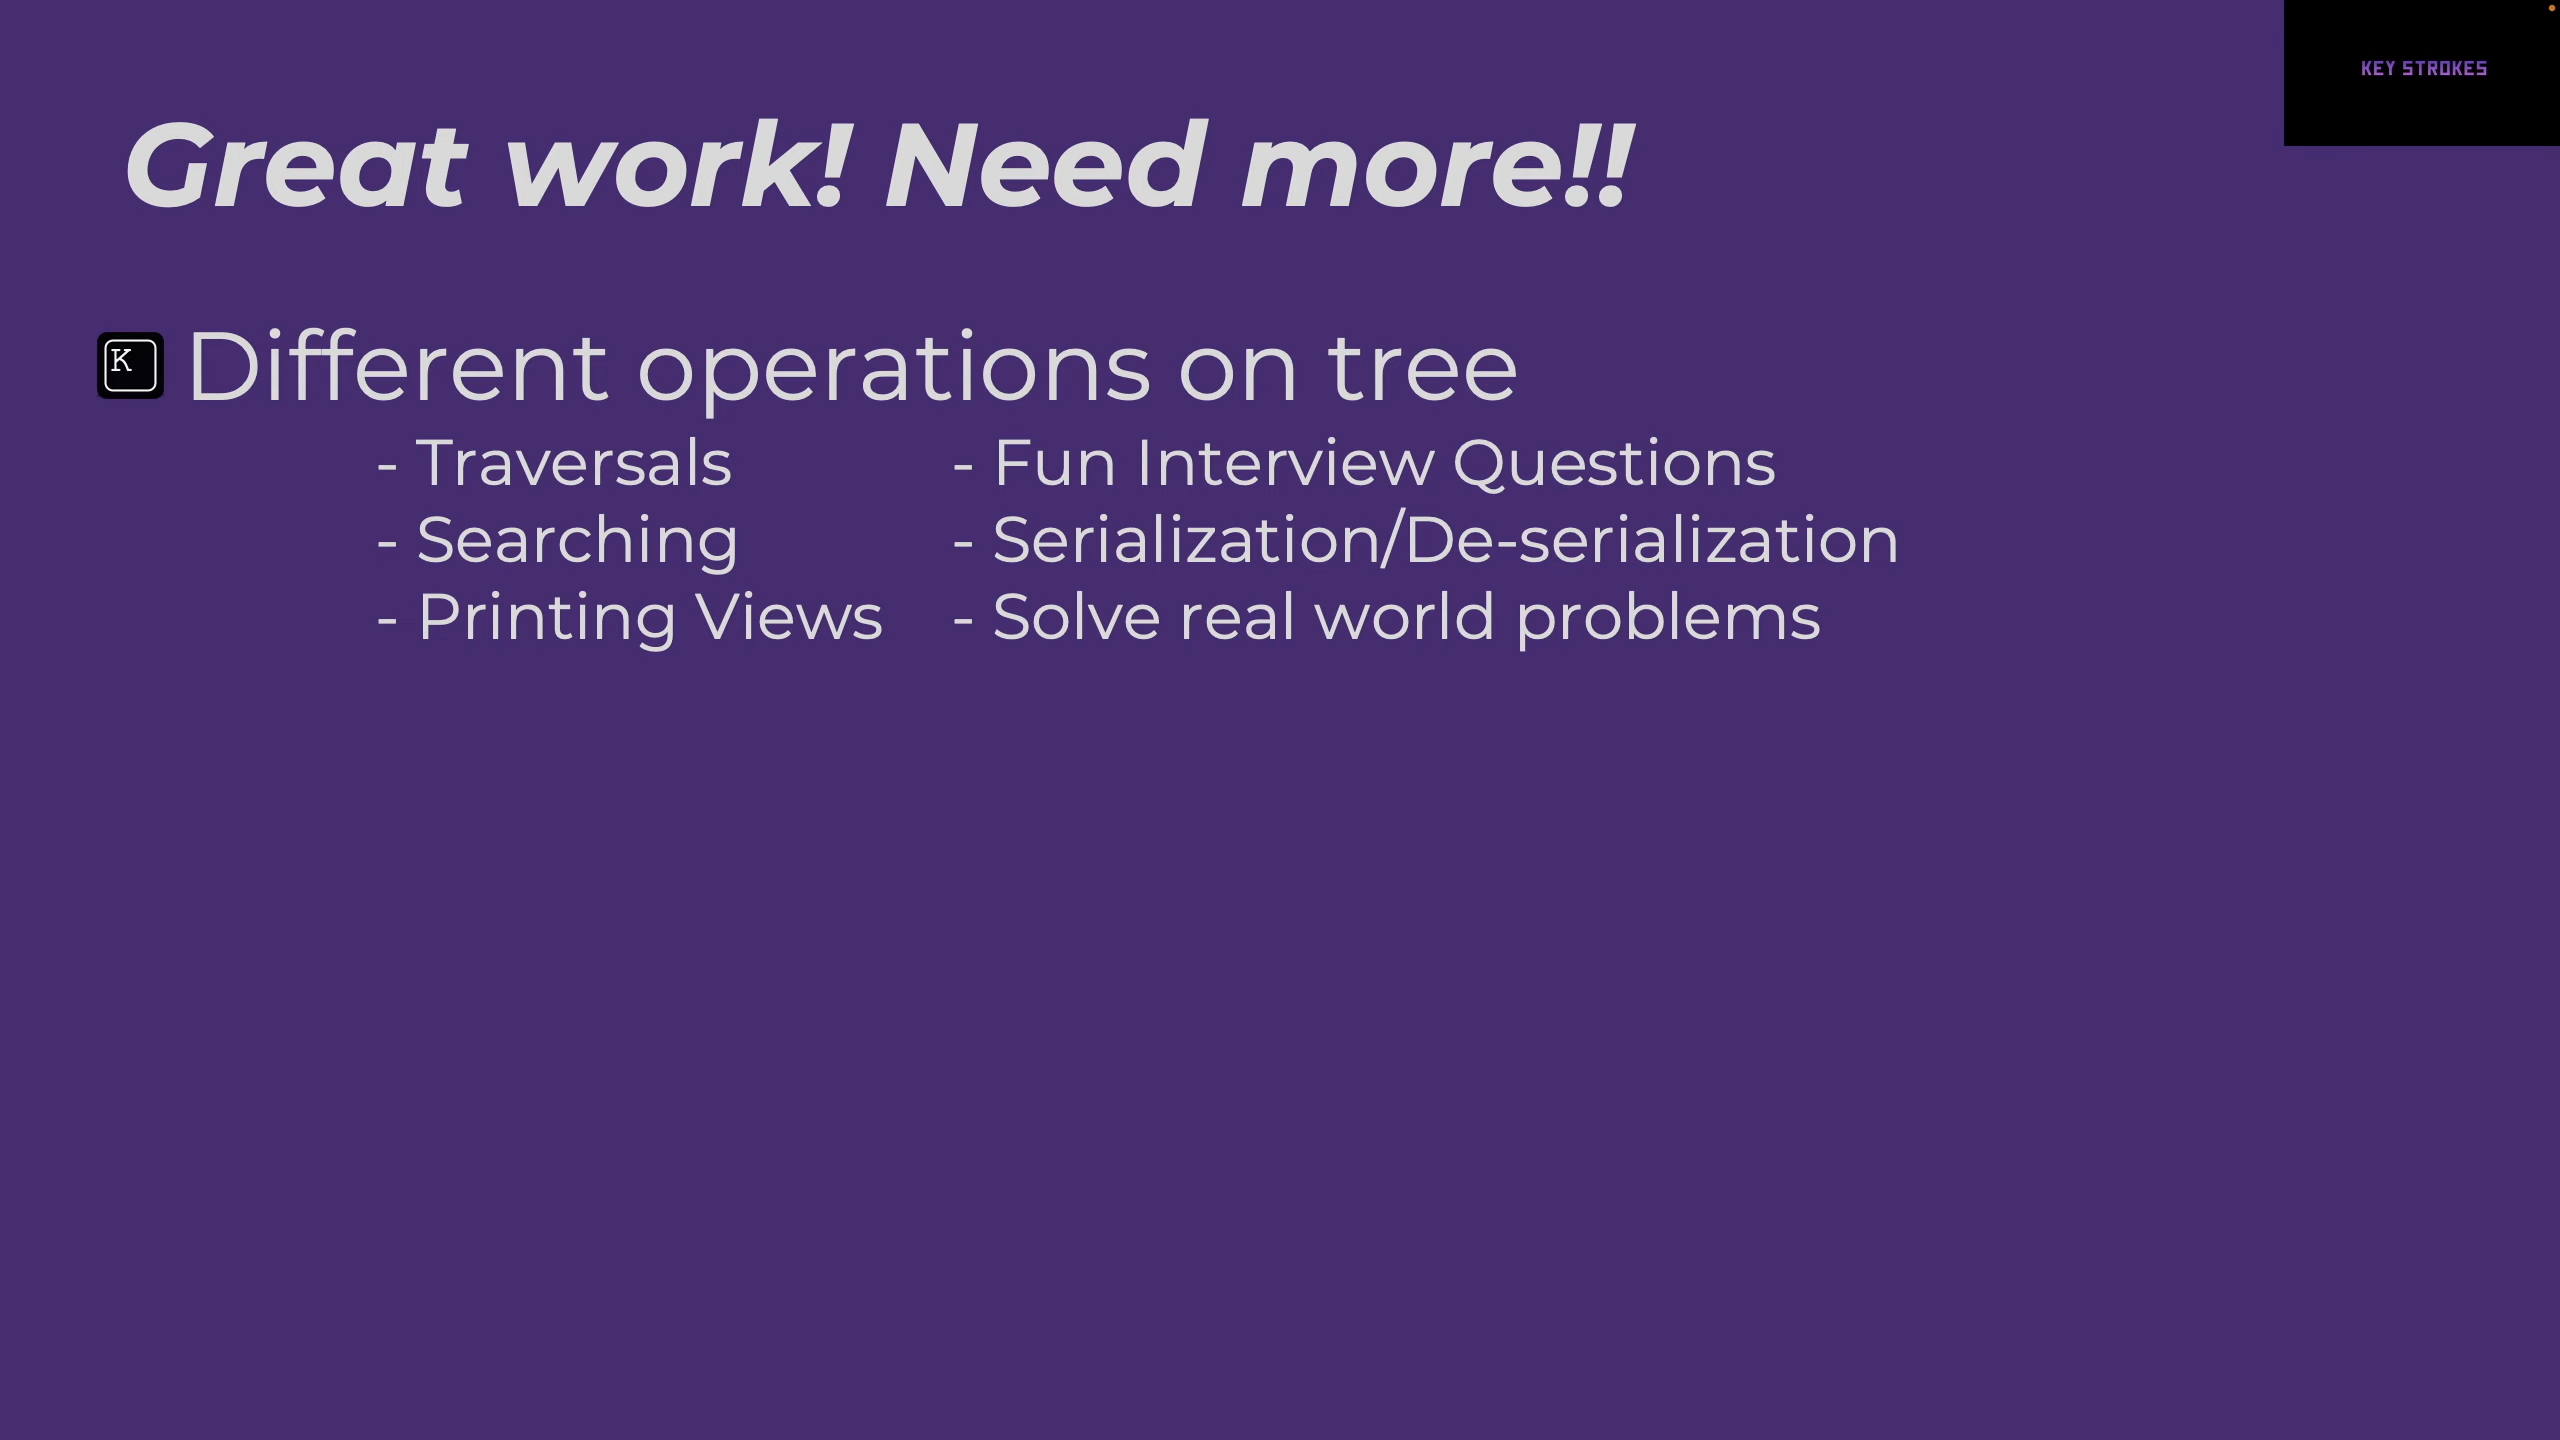 KEY STROKES
Great work! Need more!!
K
Different operations on tree
- Traversals
- Searching
- Printing Views
- Fun Interview Questions
- Serialization/De-serialization
- Solve real world problems